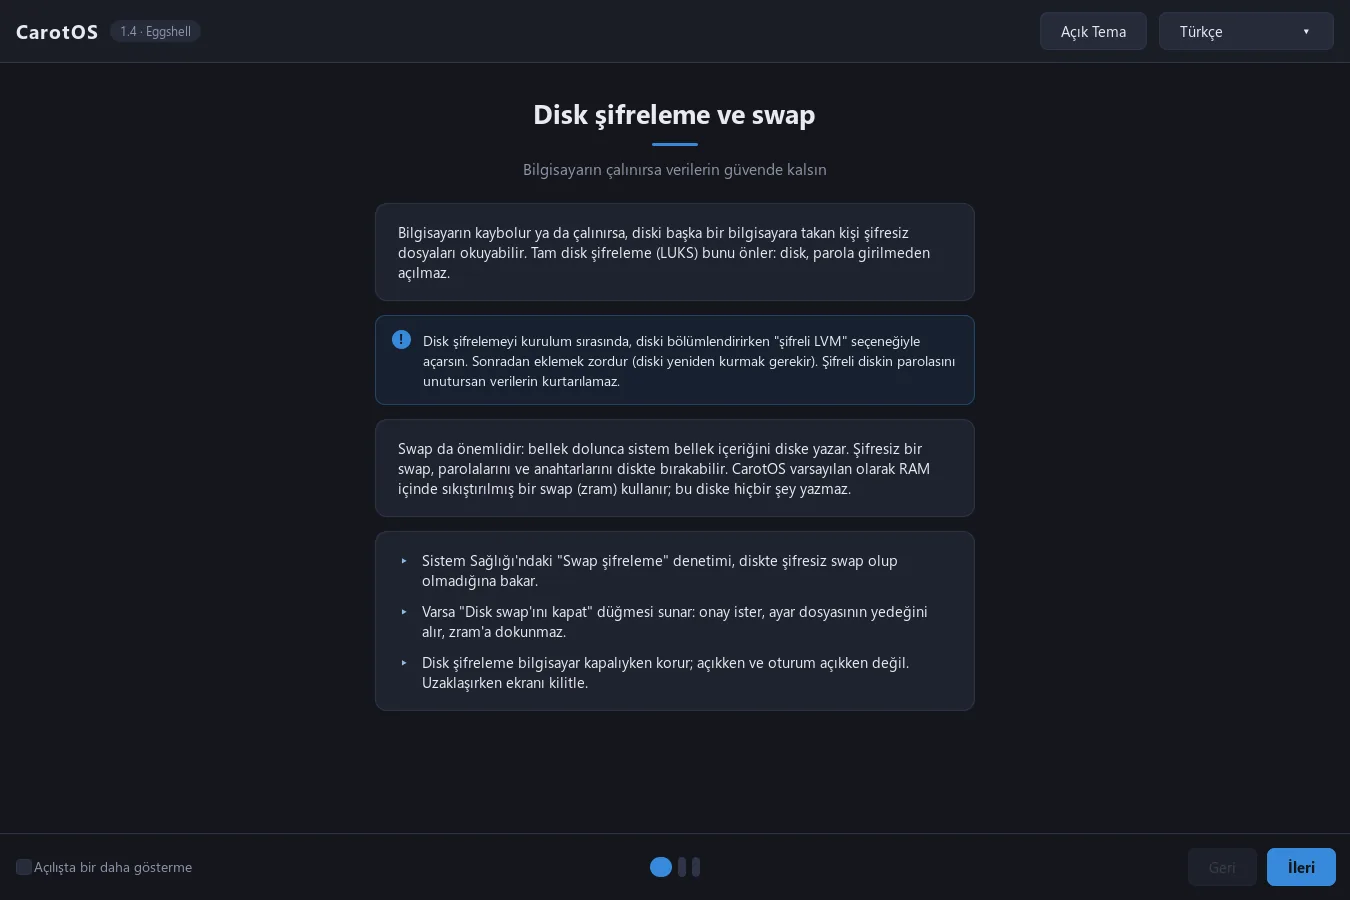 CarotOS
1.4 · Eggshell
Açık Tema
Türkçe
Disk şifreleme ve swap
Bilgisayarın çalınırsa verilerin güvende kalsın
Bilgisayarın kaybolur ya da çalınırsa, diski başka bir bilgisayara takan kişi şifresiz
dosyaları okuyabilir. Tam disk şifreleme (LUKS) bunu önler: disk, parola girilmeden
açılmaz.
Disk şifrelemeyi kurulum sırasında, diski bölümlendirirken "şifreli LVM" seçeneğiyle
açarsın. Sonradan eklemek zordur (diski yeniden kurmak gerekir). Şifreli diskin parolasını
unutursan verilerin kurtarılamaz.
Swap da önemlidir: bellek dolunca sistem bellek içeriğini diske yazar. Şifresiz bir
swap, parolalarını ve anahtarlarını diskte bırakabilir. CarotOS varsayılan olarak RAM
içinde sıkıştırılmış bir swap (zram) kullanır; bu diske hiçbir şey yazmaz.
Sistem Sağlığı'ndaki "Swap şifreleme" denetimi, diskte şifresiz swap olup
olmadığına bakar.
Varsa "Disk swap'ını kapat" düğmesi sunar: onay ister, ayar dosyasının yedeğini
alır, zram'a dokunmaz.
Disk şifreleme bilgisayar kapalıyken korur; açıkken ve oturum açıkken değil.
Uzaklaşırken ekranı kilitle.
Açılışta bir daha gösterme
Geri
İleri